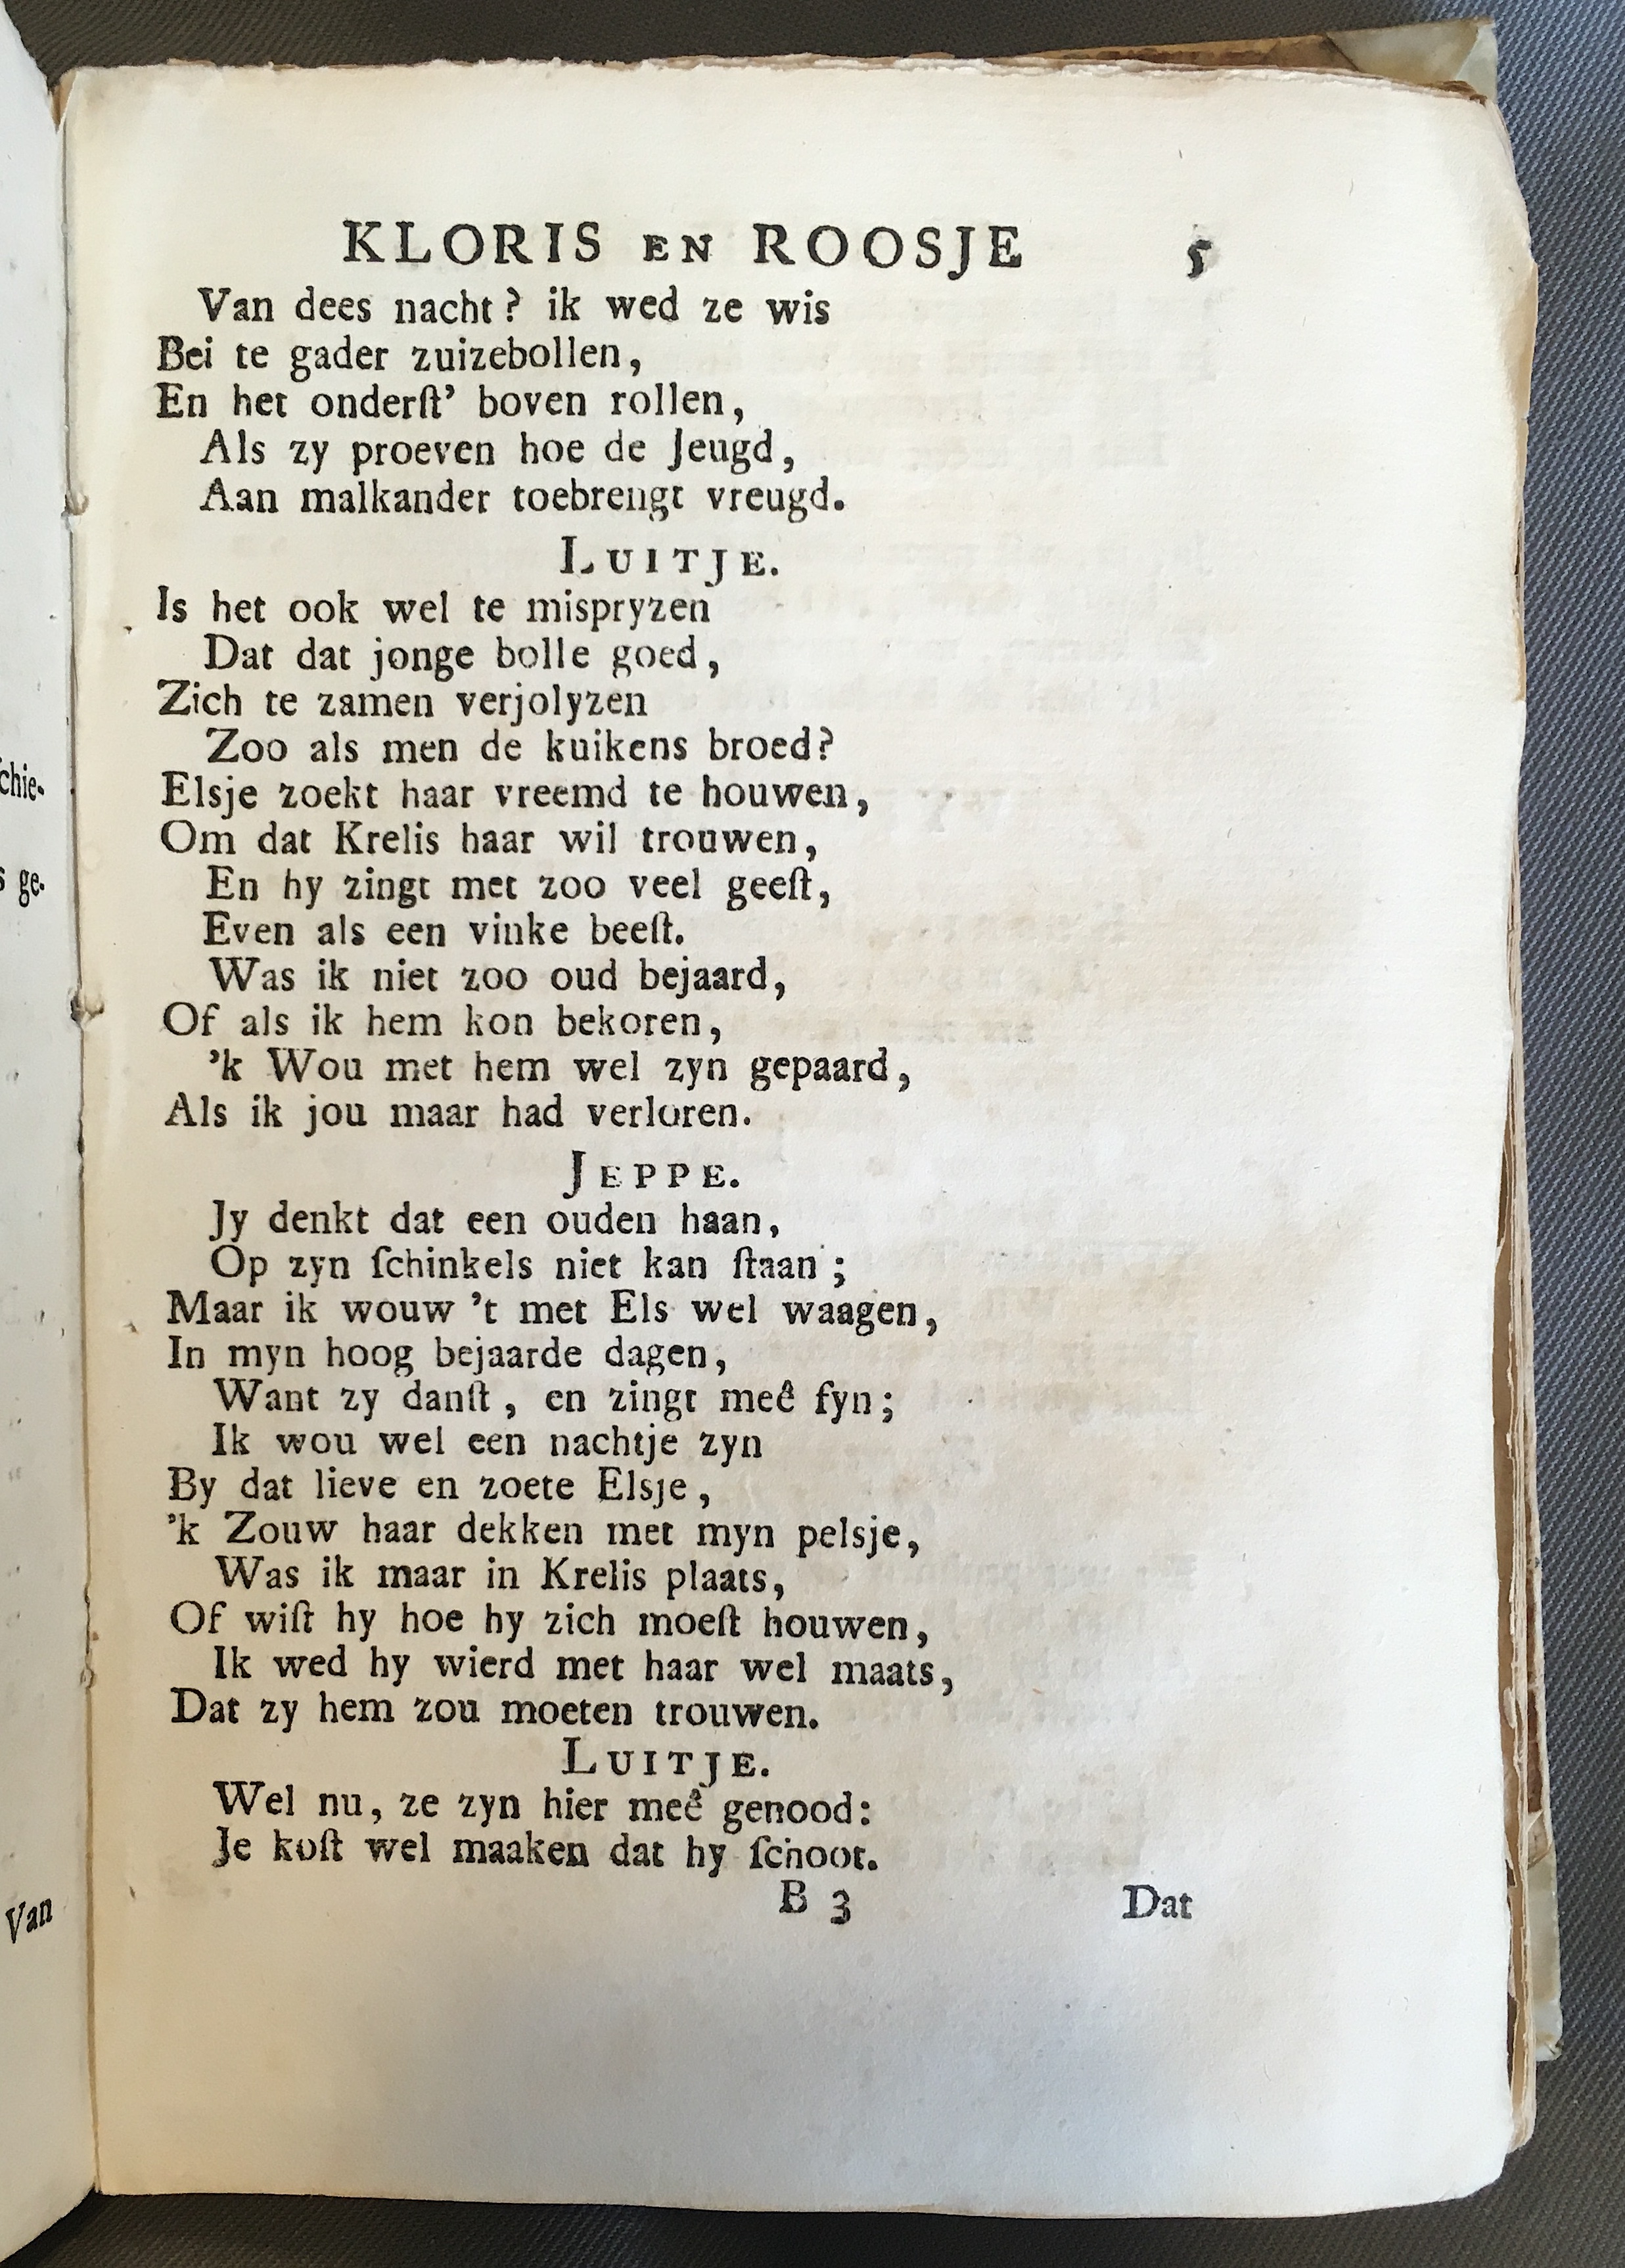 KLORIS EN ROOSJE 5
Van dees nacht? ik wed ze wis
Bei te gader zuizebollen,
En het onderſt’ boven rollen,
Als zy proeven hoe de Jeugd,
Aan malkander toebrengt vreugd.
LUITJE.
Is het ook wel te mispryzen
Dat dat jonge bolle goed,
Zich te zamen verjolyzen
Zoo als men de kuikens broed?
Elsje zoekt haar vreemd te houwen,
Om dat Krelis haar wil trouwen,
En hy zingt met zoo veel geeſt,
Even als een vinke beeſt.
Was ik niet zoo oud bejaard,
Of als ik hem kon bekoren,
’k Wou met hem wel zyn gepaard,
Als ik jou maar had verloren.
JEPPE.
Jy denkt dat een ouden haan,
Op zyn ſchinkels niet kan ſtaan;
Maar ik wouw ’t met Els wel waagen,
In myn hoog bejaarde dagen,
Want zy danſt, en zingt meê fyn;
Ik wou wel een nachtje zyn
By dat lieve en zoete Elsje,
’k Zouw haar dekken met myn pelsje,
Was ik maar in Krelis plaats,
Of wiſt hy hoe hy zich moeſt houwen,
Ik wed hy wierd met haar wel maats,
Dat zy hem zou moeten trouwen.
LUITJE.
Wel nu, ze zyn hier meê genood:
Je koſt wel maaken dat hy ſchoot.
B 3 Dat
chie-
ge-
Van